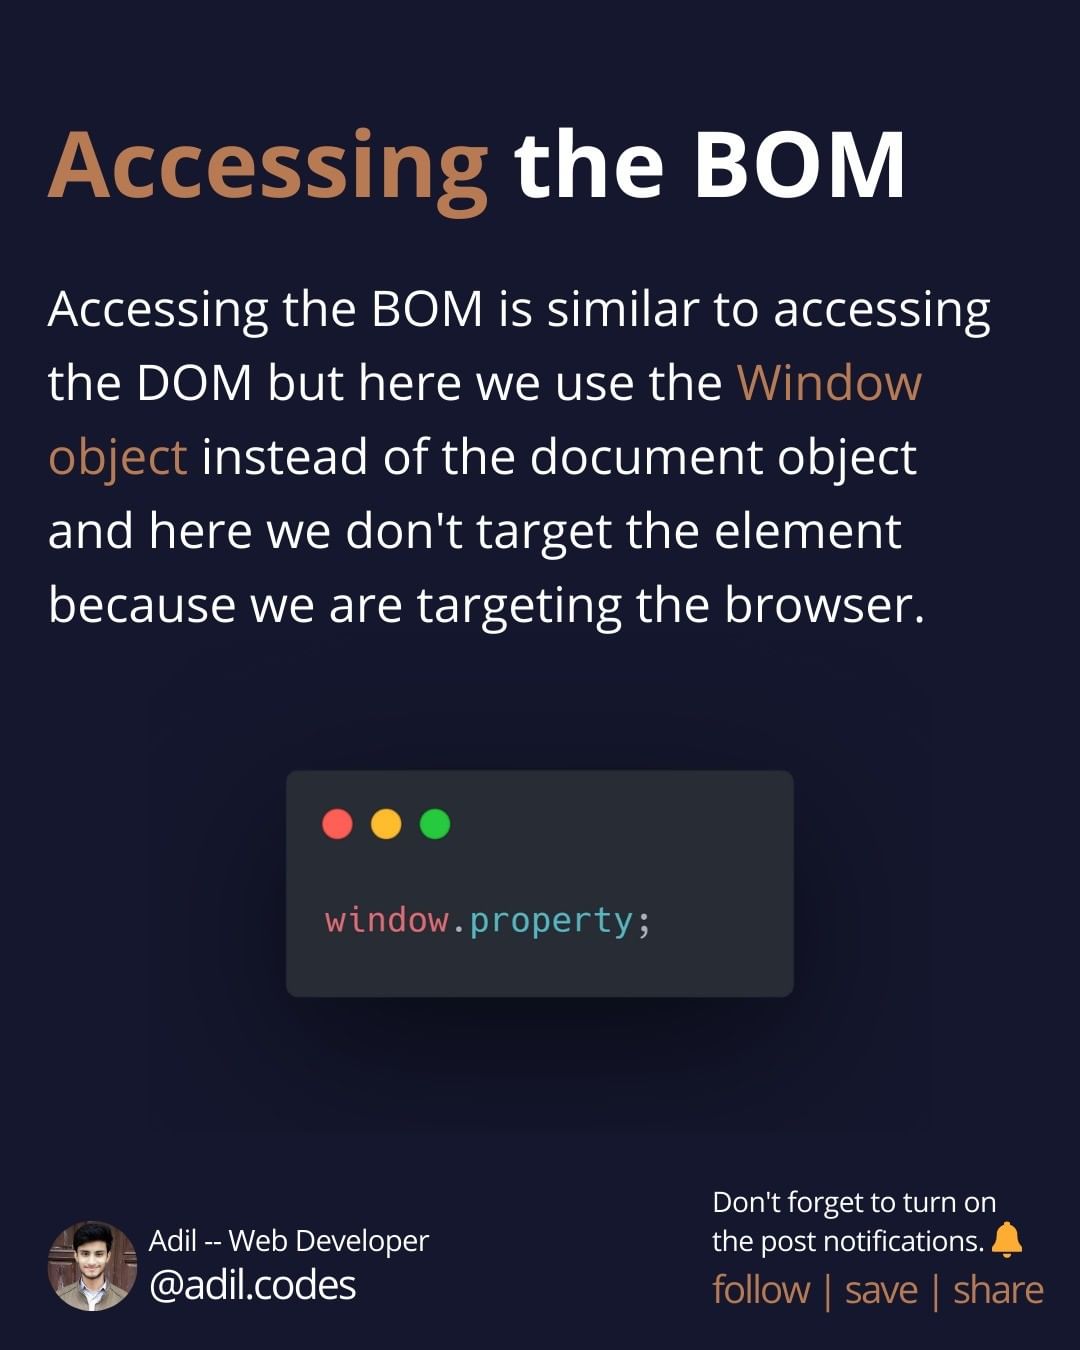 Accessing the BOM
Accessing the BOM is similar to accessing
the DOM but here we use the Window
object instead of the document object
and here we don't target the element
because we are targeting the browser.
window.property;
Adil -- Web Developer
@adil.codes
Don't forget to turn on
the post notifications.
follow | save | share